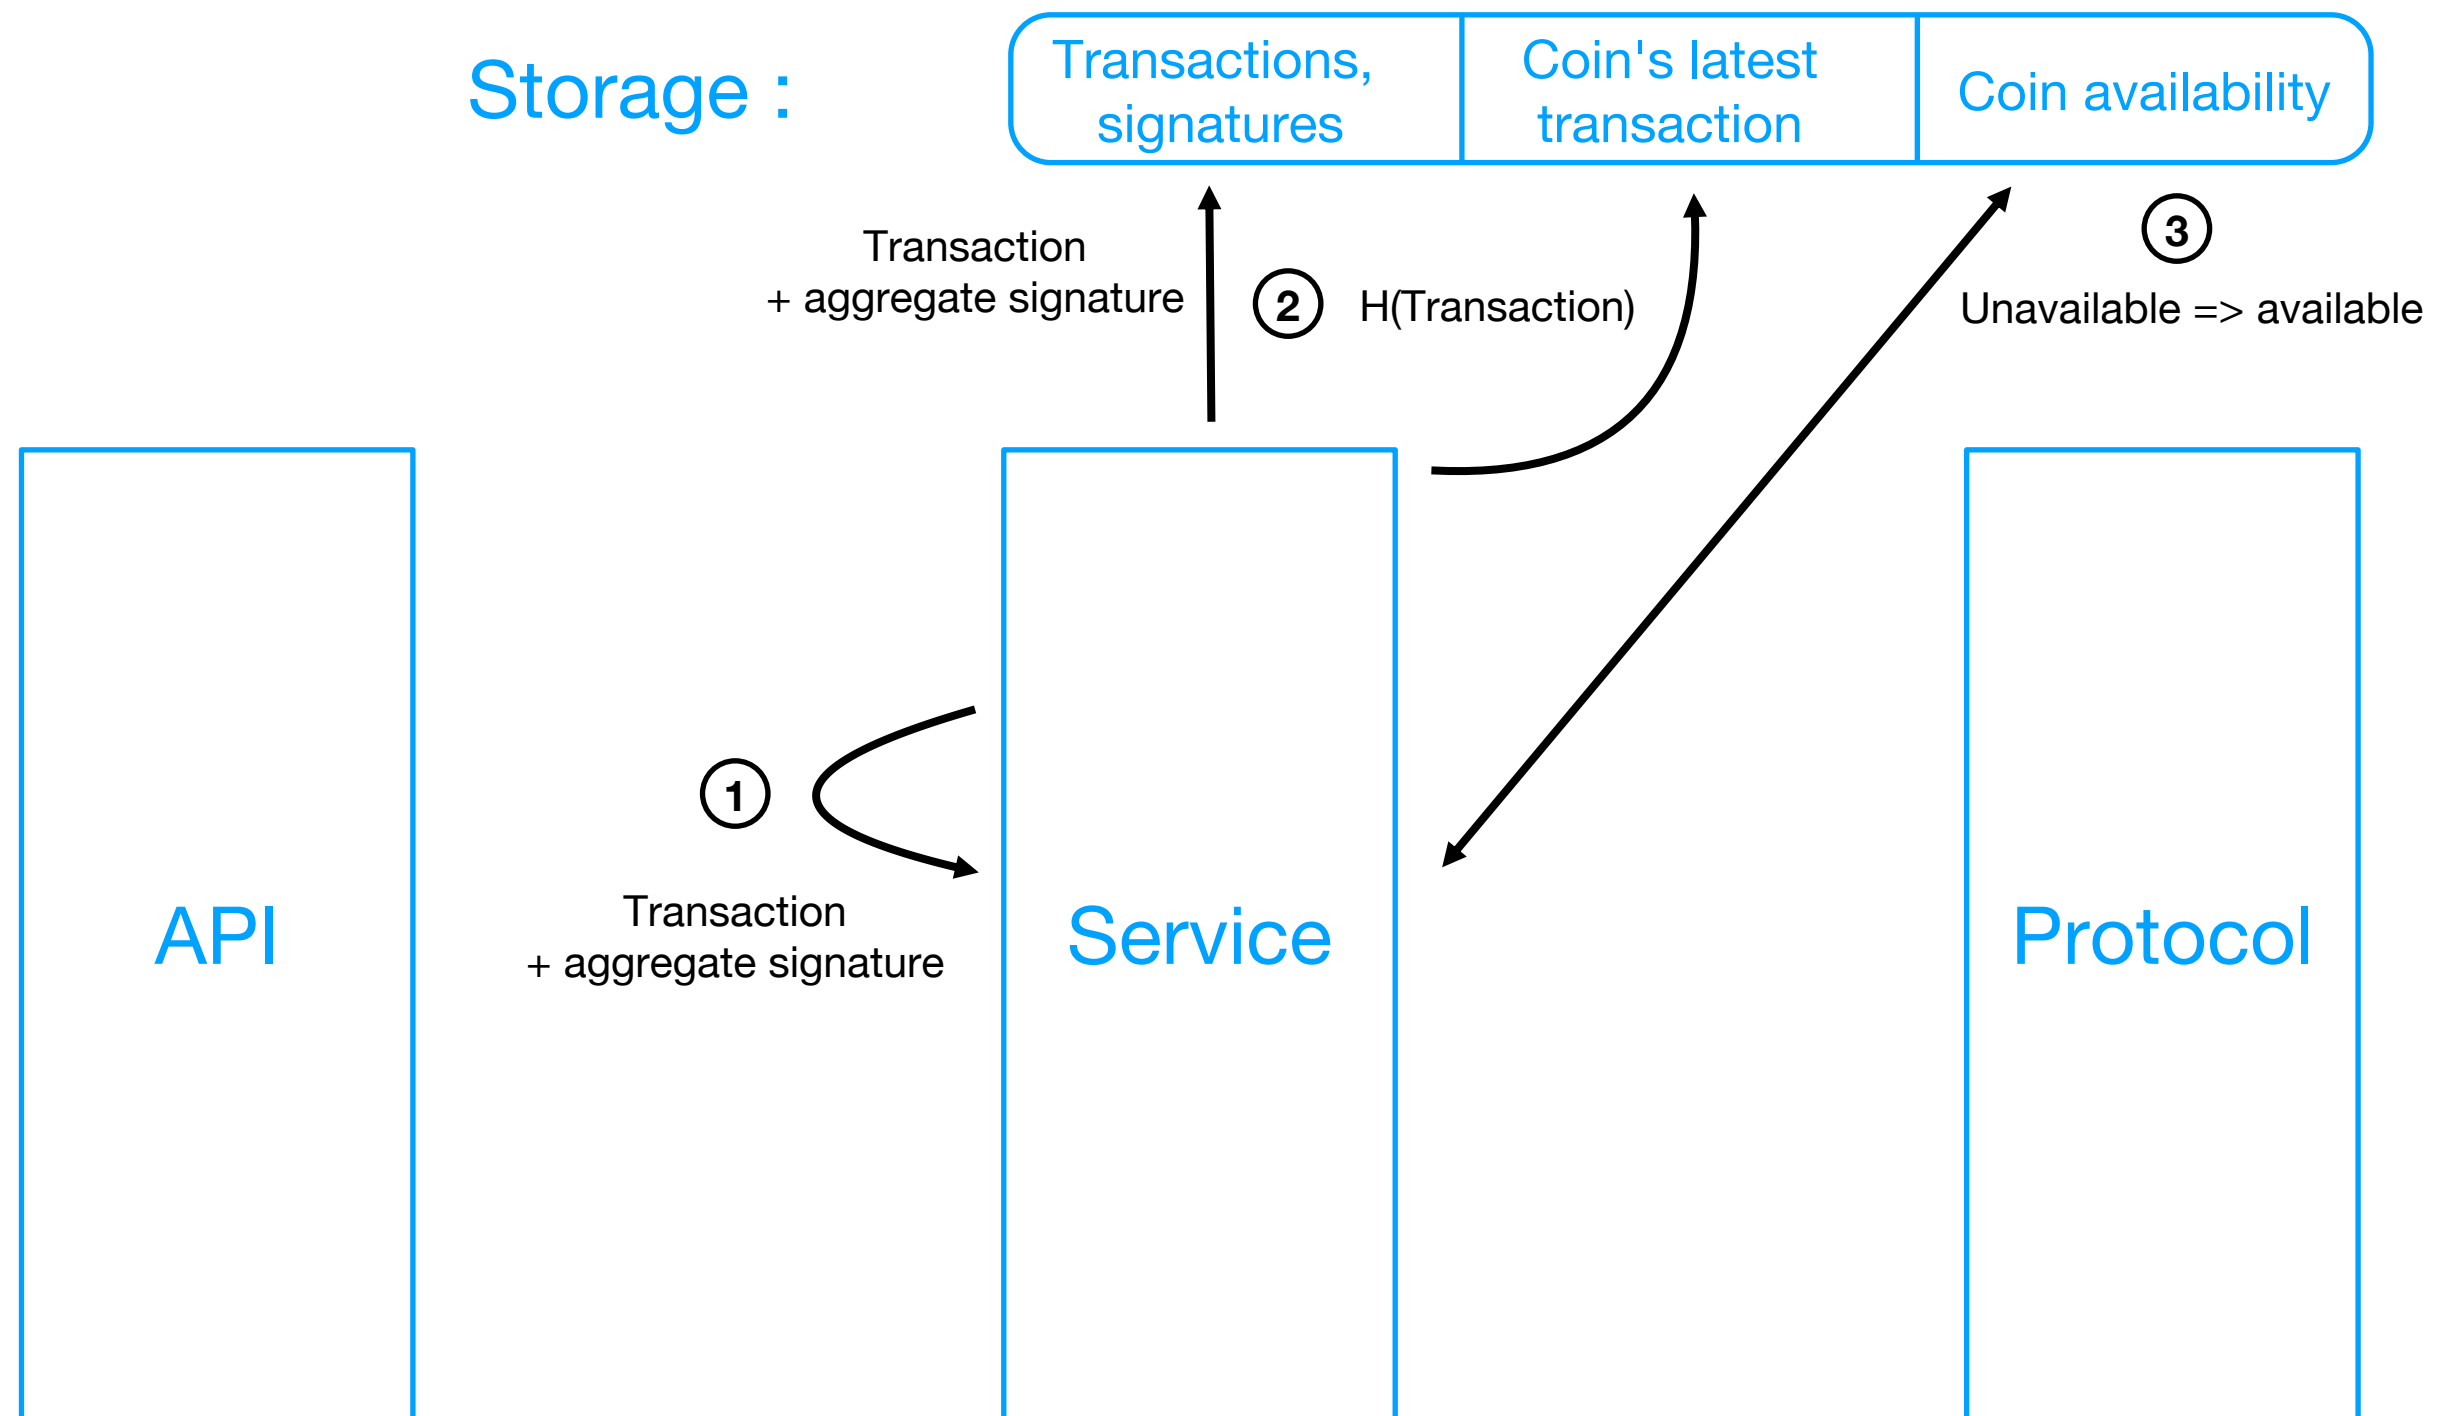 Storage :
Transactions,
signatures
Coin's latest
transaction
Coin availability
Transaction
+ aggregate signature
2
H(Transaction)
3
Unavailable => available
1
Transaction
+ aggregate signature
API
Service
Protocol